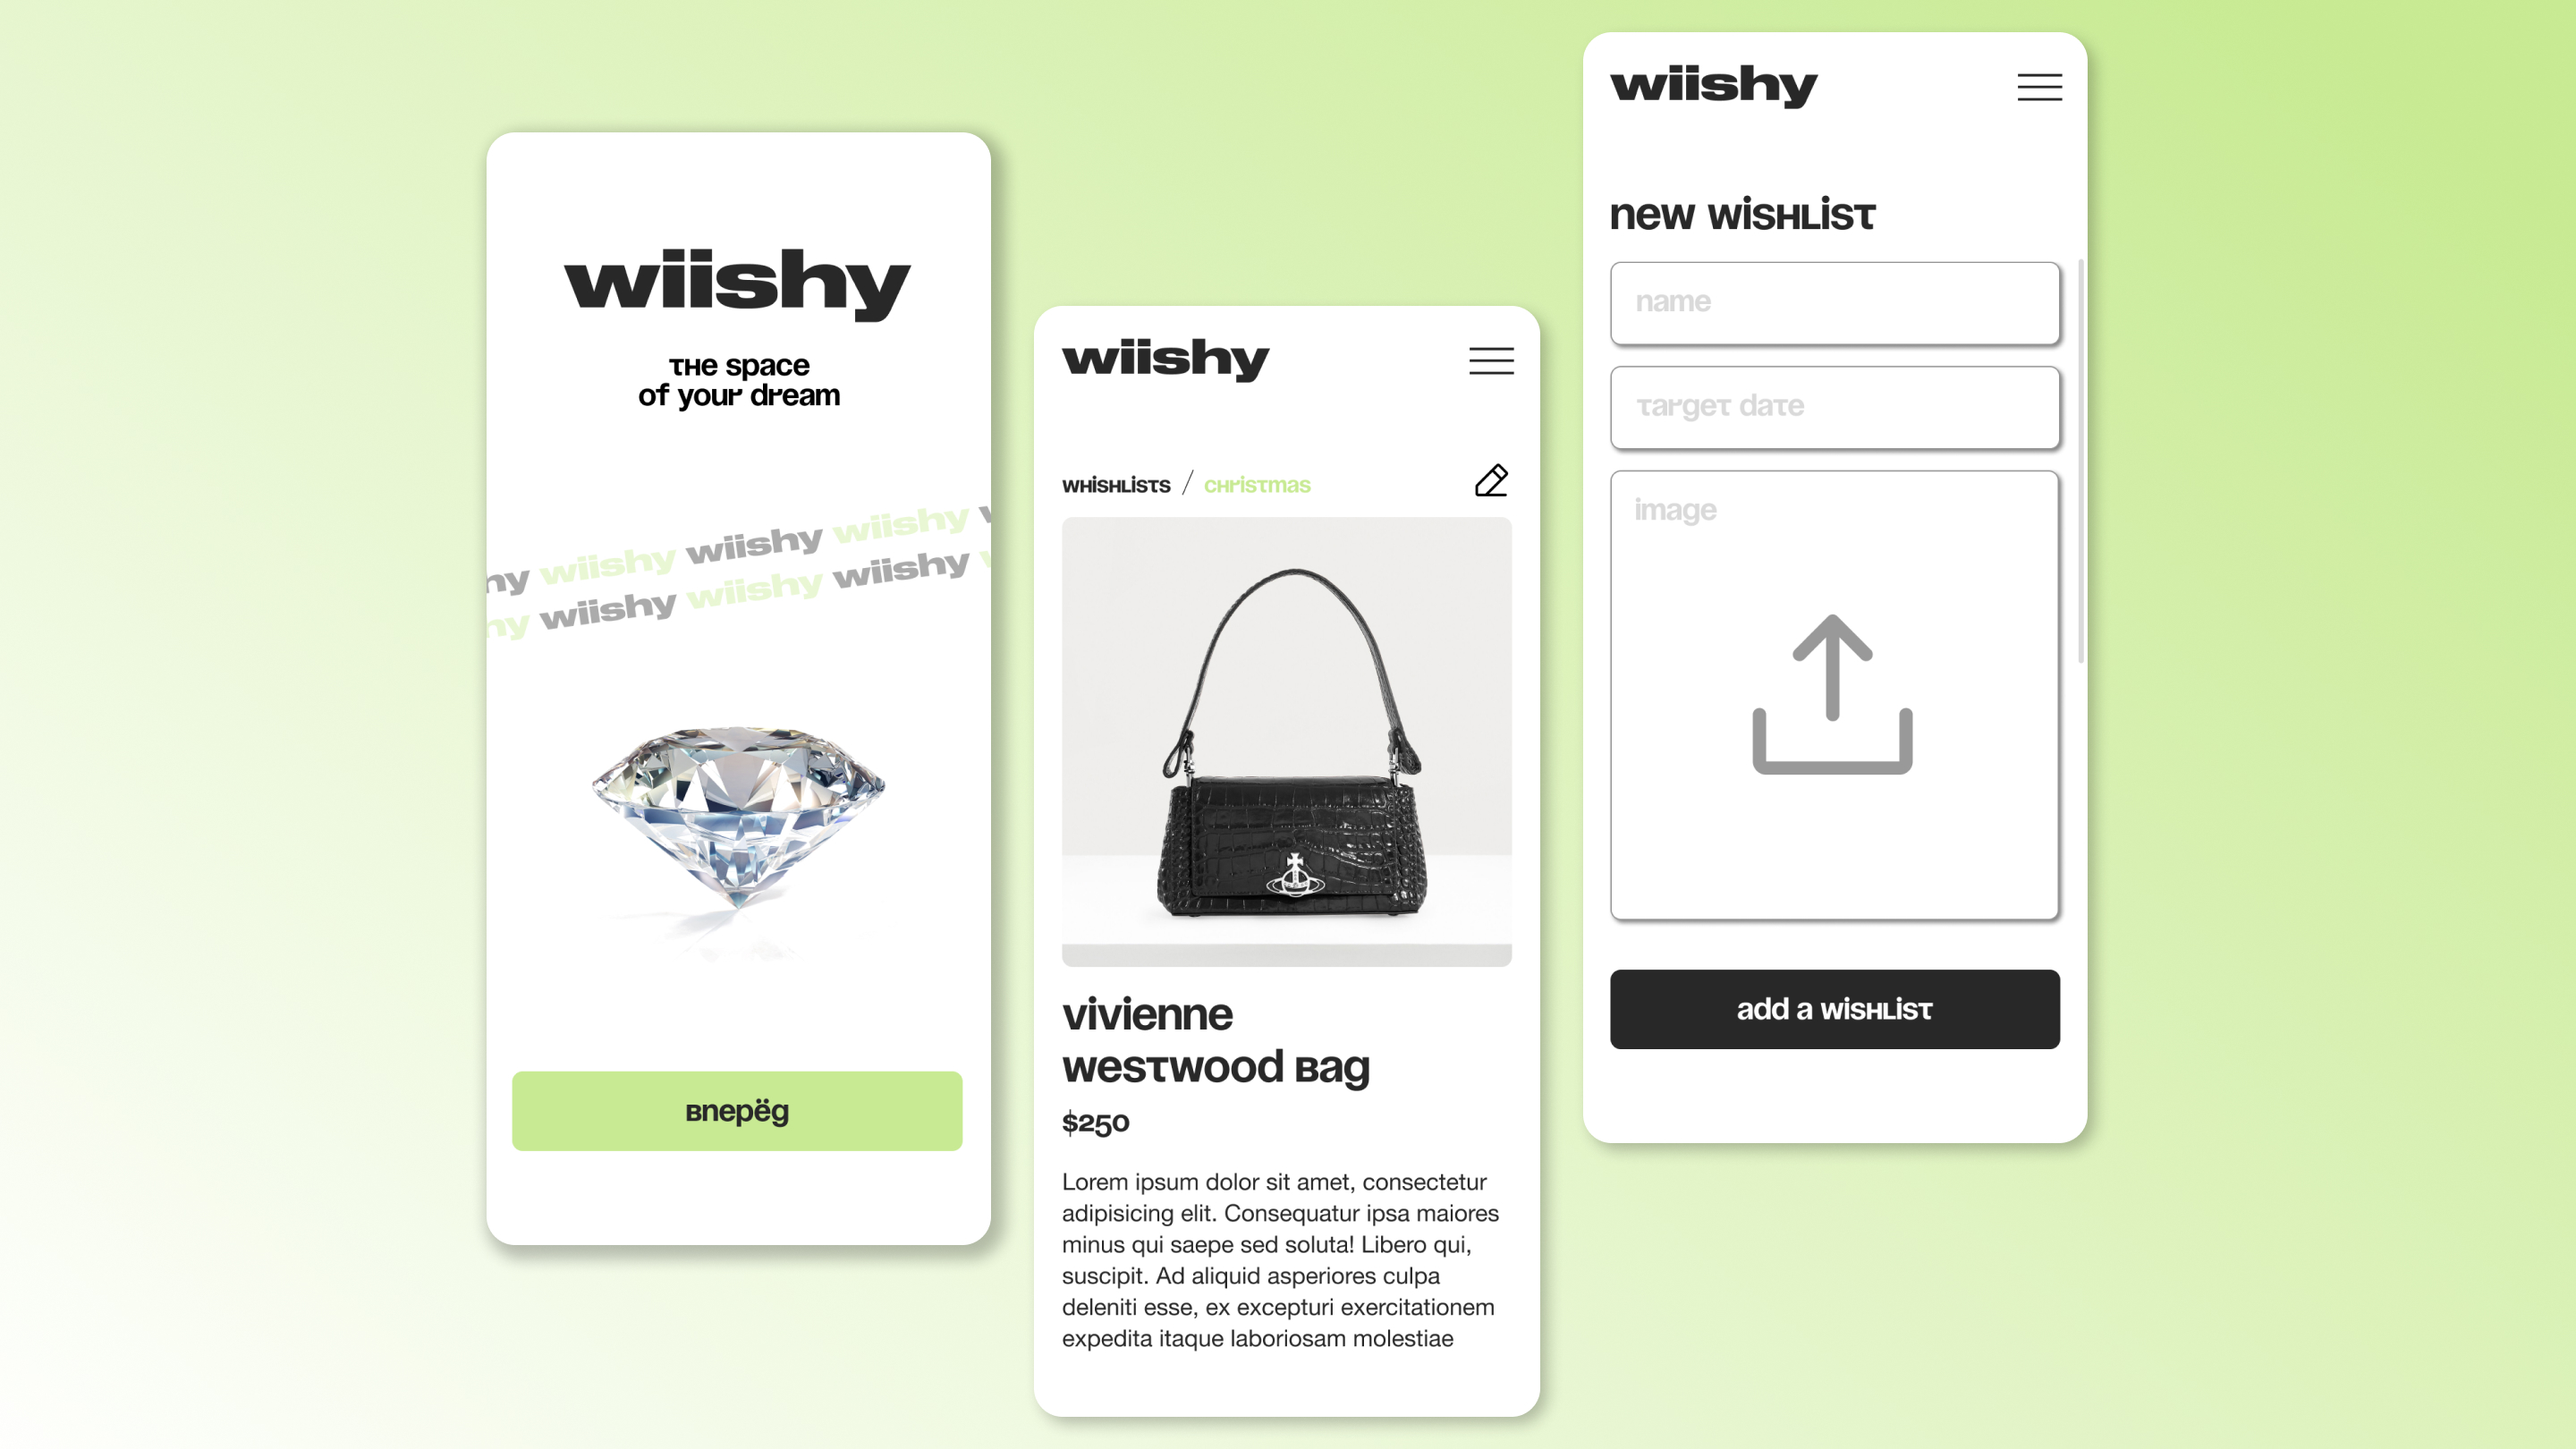 wiishy
the space
of your dream
hy wiishy wiishy wiishy w
hy wiishy wiishy wiishy
вперёд
wiishy
whishlists / christmas
vivienne
westwood bag
$250
Lorem ipsum dolor sit amet, consectetur
adipisicing elit. Consequatur ipsa maiores
minus qui saepe sed soluta! Libero qui,
suscipit. Ad aliquid asperiores culpa
deleniti esse, ex excepturi exercitationem
expedita itaque laboriosam molestiae
wiishy
new wishlist
name
target date
image
add a wishlist